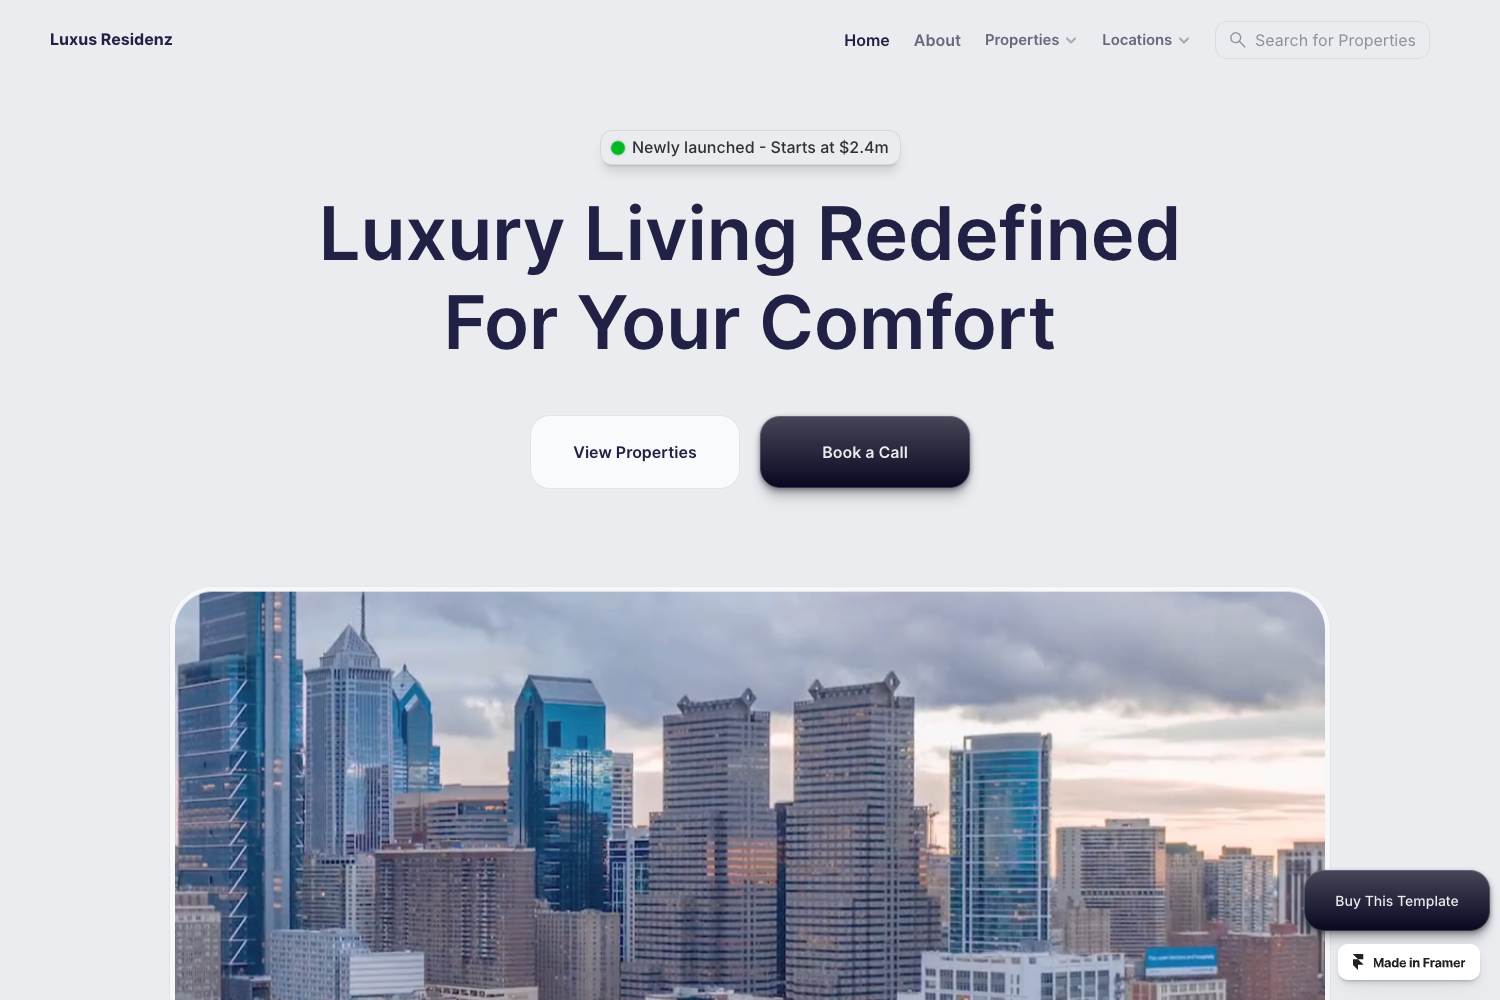 Luxus Residenz
Home
About
Properties
Locations
Search for Properties
Newly launched - Starts at $2.4m
Luxury Living Redefined
For Your Comfort
View Properties
Book a Call
Buy This Template
Made in Framer